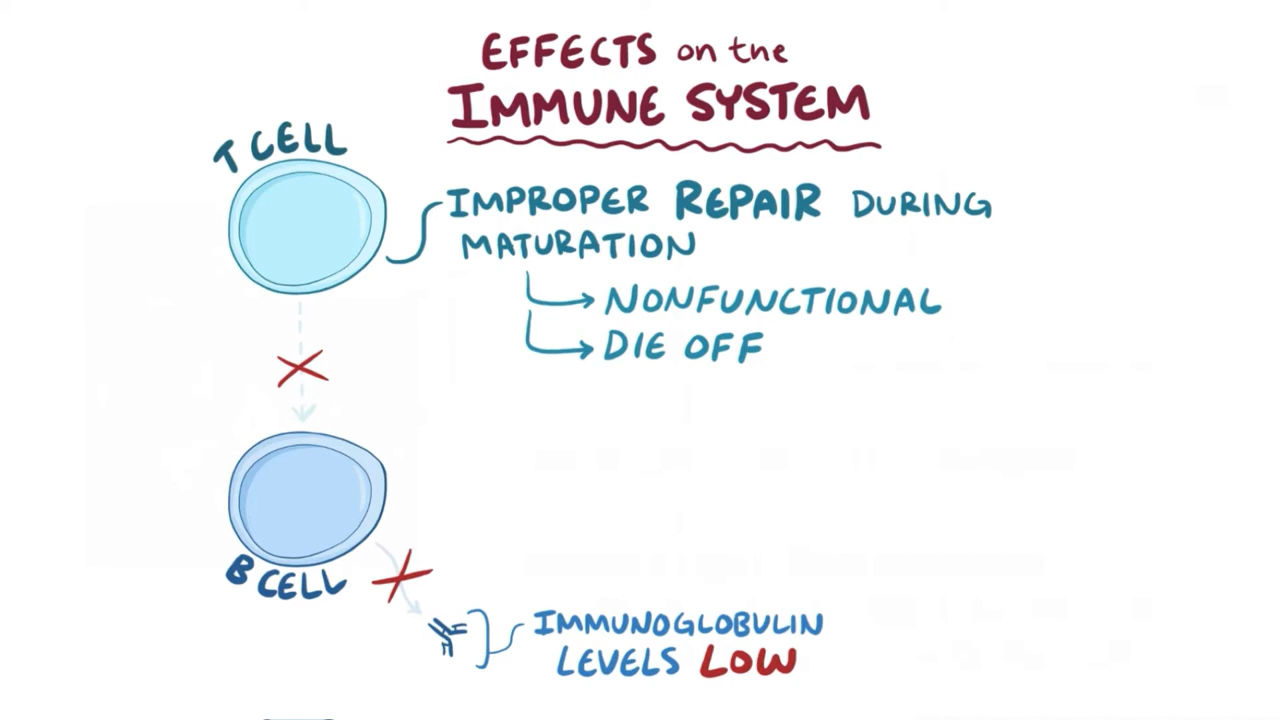 EFFECTS on the
IMMUNE SYSTEM
T CELL
IMPROPER REPAIR DURING
MATURATION
NONFUNCTIONAL
DIE OFF
B CELL
IMMUNOGLOBULIN
LEVELS LOW